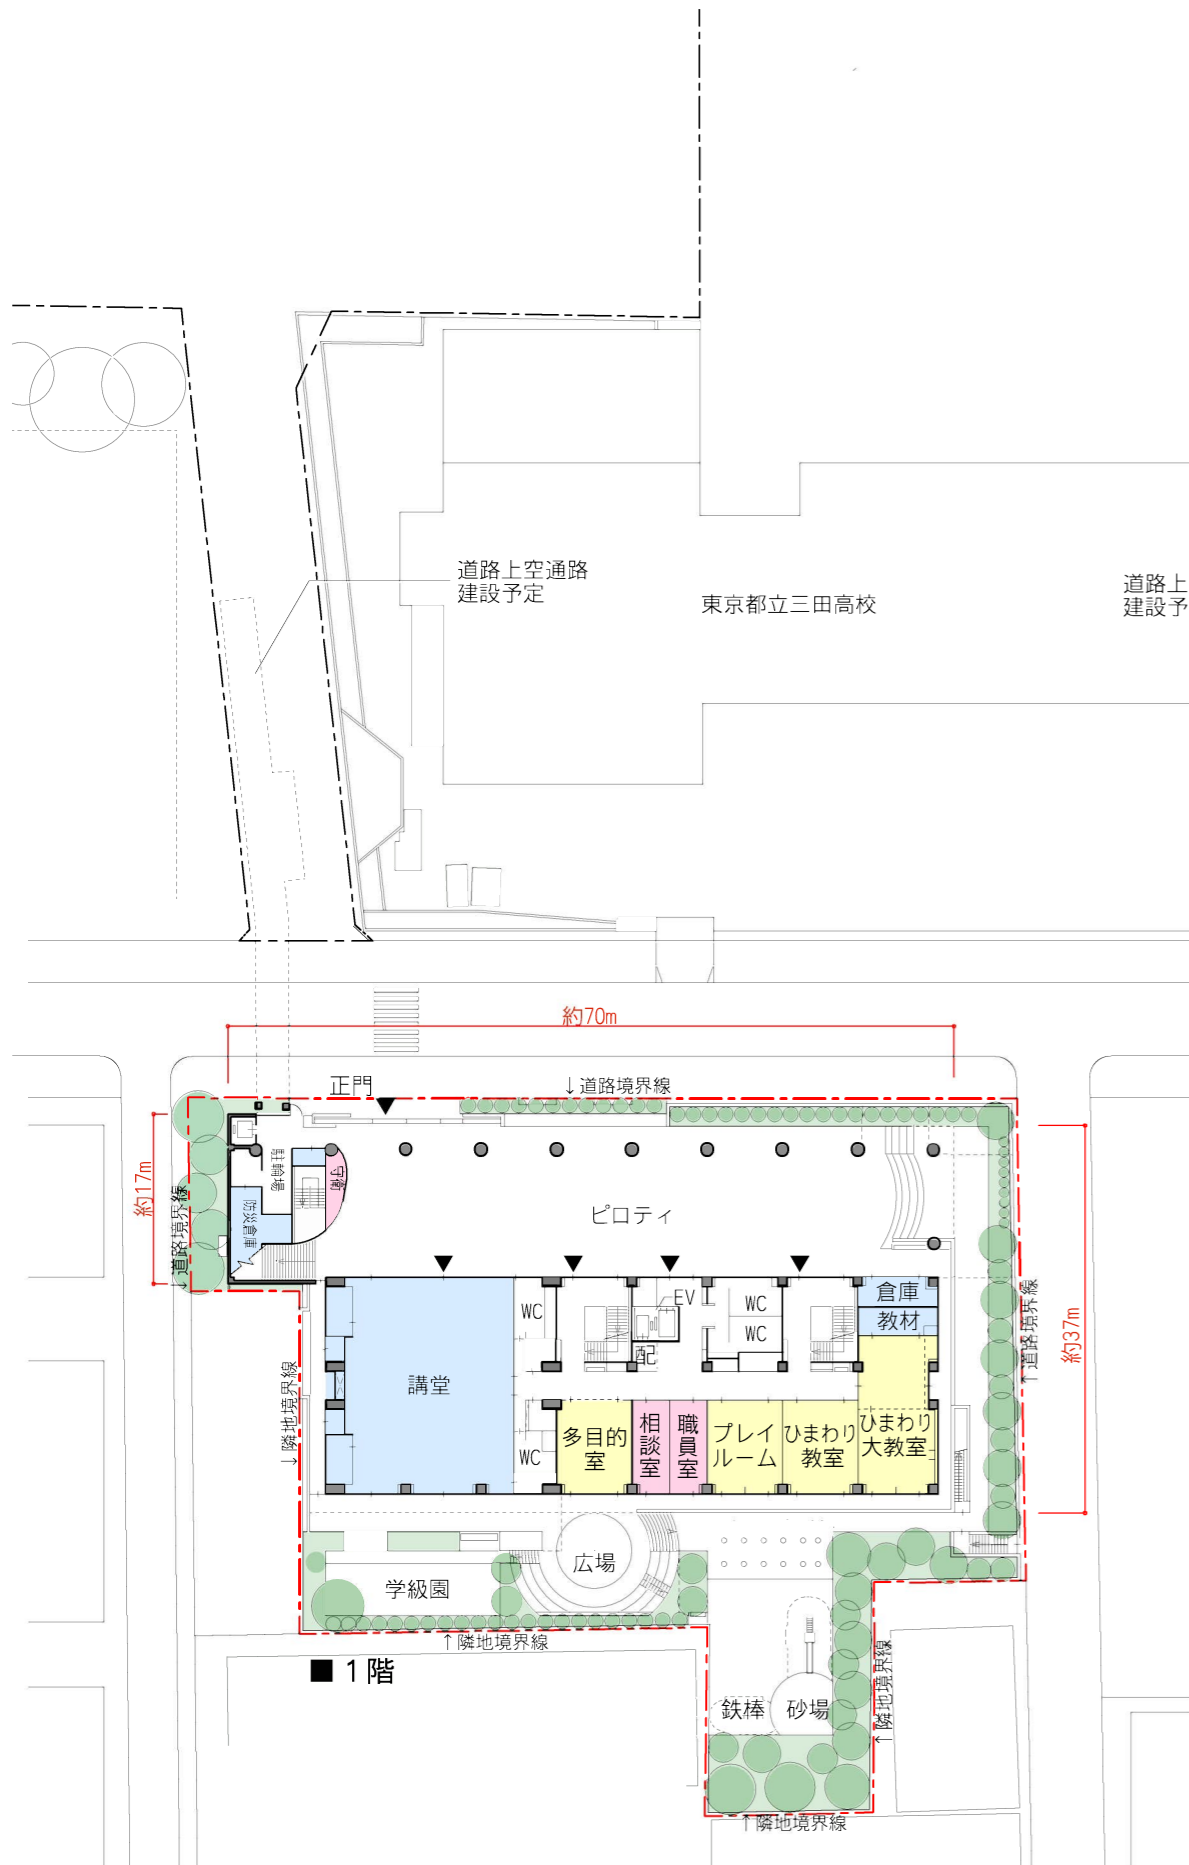 道路上空通路
建設予定
東京都立三田高校
道路上
建設予
約70m
正門
↓道路境界線
約17m
駐輪場
守衛
防災倉庫
↓道路境界線
ピロティ
倉庫
教材
WC
EV
WC
WC
配
講堂
↓隣地境界線
↑道路境界線
約37m
多目的
室
相
談
室
職
員
室
プレイ
ルーム
ひまわり
教室
ひまわり
大教室
WC
広場
学級園
↑隣地境界線
■１階
鉄棒
砂場
↑隣地境界線
↑隣地境界線